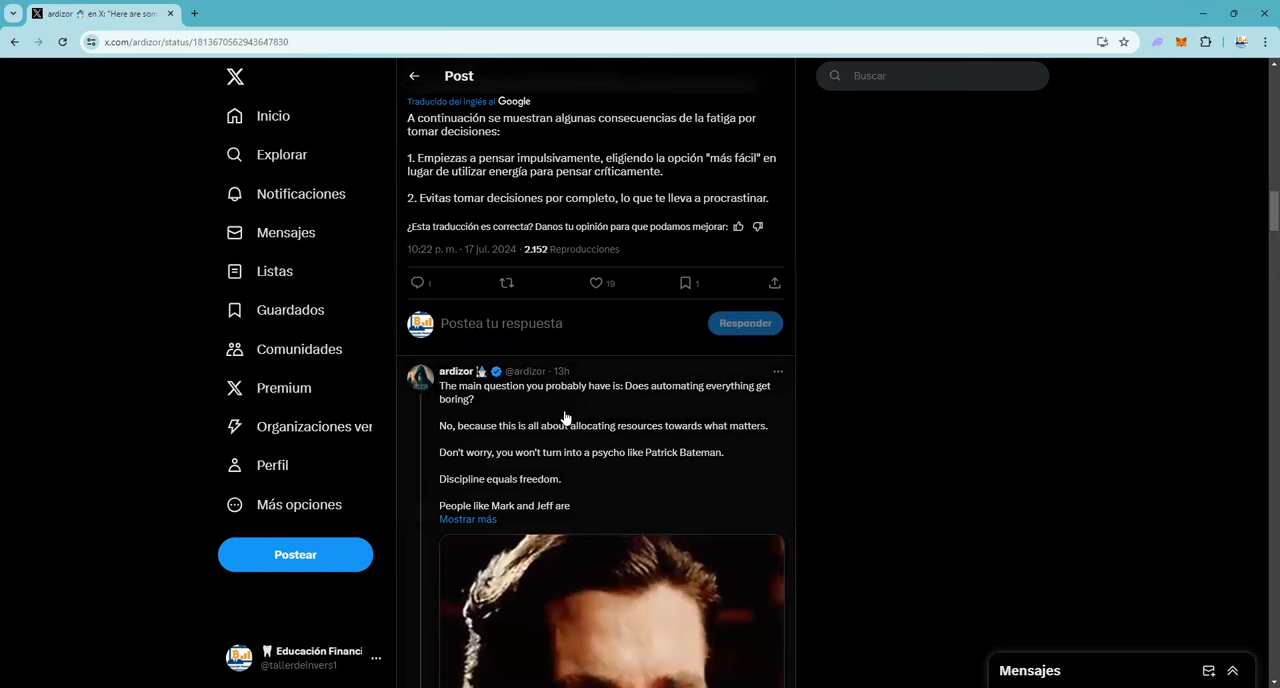 ardizor en X: "Here are som
x.com/ardizor/status/1813670562943647830
Post
Buscar
Inicio
Explorar
Notificaciones
Mensajes
Listas
Guardados
Comunidades
Premium
Organizaciones ver
Perfil
Más opciones
Postear
Educación Financi
@tallerdeinvers1
Traducido del inglés al Google
A continuación se muestran algunas consecuencias de la fatiga por
tomar decisiones:
1. Empiezas a pensar impulsivamente, eligiendo la opción "más fácil" en
lugar de utilizar energía para pensar críticamente.
2. Evitas tomar decisiones por completo, lo que te lleva a procrastinar.
¿Esta traducción es correcta? Danos tu opinión para que podamos mejorar:
10:22 p. m. · 17 jul. 2024 · 2.152 Reproducciones
1 19 1
Postea tu respuesta
Responder
ardizor @ardizor · 13h
The main question you probably have is: Does automating everything get
boring?
No, because this is all about allocating resources towards what matters.
Don't worry, you won't turn into a psycho like Patrick Bateman.
Discipline equals freedom.
People like Mark and Jeff are
Mostrar más
Mensajes